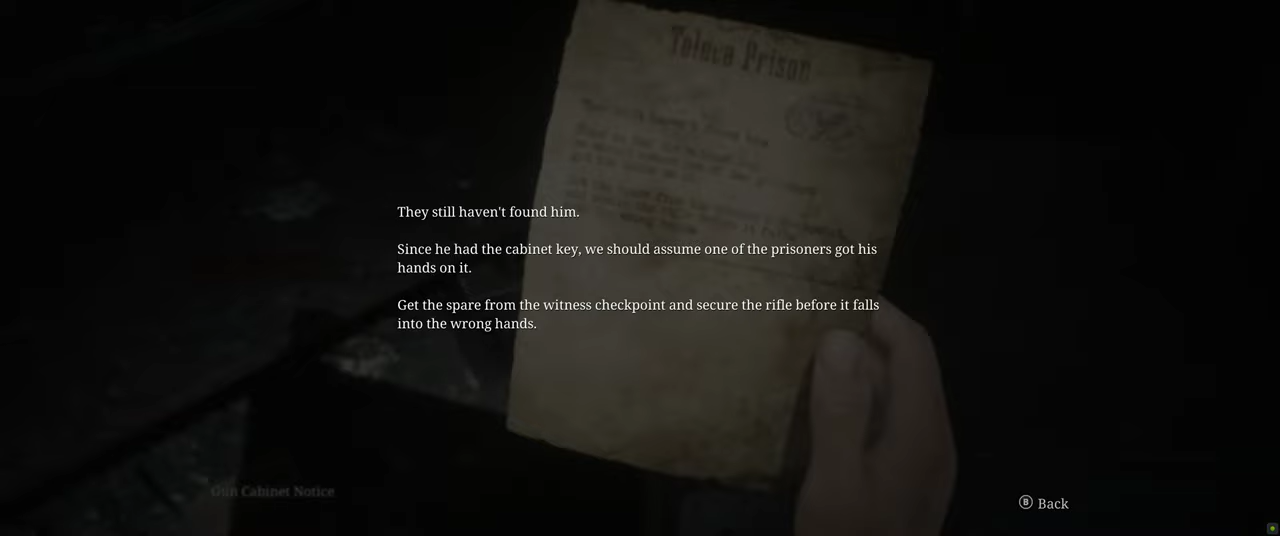 Toluca Prison
They still haven't found him.
Since he had the cabinet key, we should assume one of the prisoners got his
hands on it.
Get the spare from the witness checkpoint and secure the rifle before it falls
into the wrong hands.
Gun Cabinet Notice
B Back